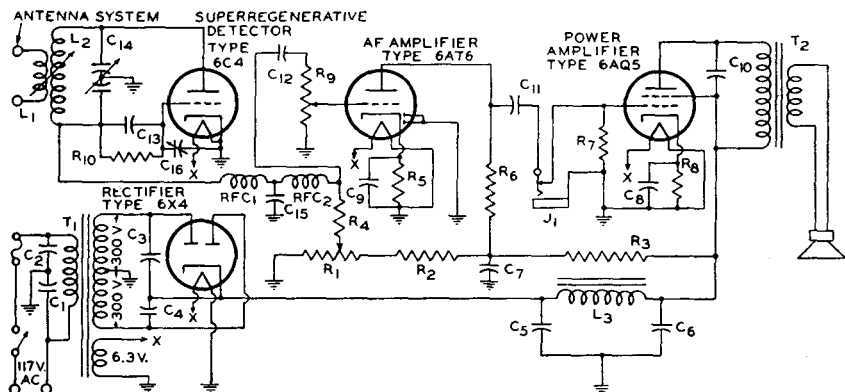 ANTENNA SYSTEM
SUPERREGENERATIVE
DETECTOR
TYPE
6C4
AF AMPLIFIER
TYPE 6AT6
POWER
AMPLIFIER
TYPE 6AQ5
T2
L2
C14
C12
R9
C11
C10
L1
C13
R10
C16
X
X
C9
R5
R6
R7
J1
X
C8
R8
RECTIFIER
TYPE 6X4
RFC1
C15
RFC2
R4
T1
C2
C1
300 V.
300 V.
C3
C4
X
R1
R2
C7
R3
L3
C5
C6
X
6.3V.
117V.
AC